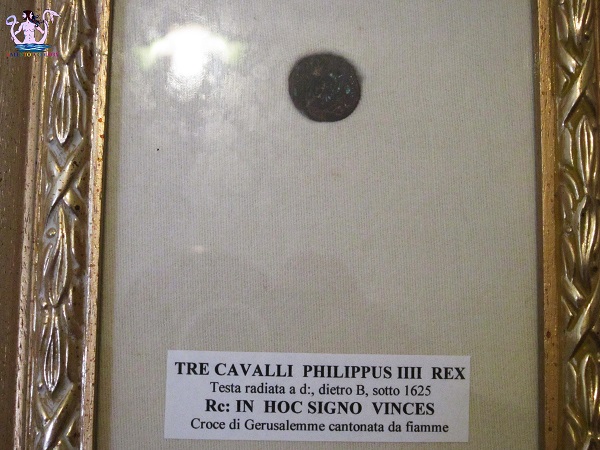 TRE CAVALLI PHILIPPUS IIII REX
Testa radiata a d:, dietro B, sotto 1625
Rc: IN HOC SIGNO VINCES
Croce di Gerusalemme cantonata da fiamme